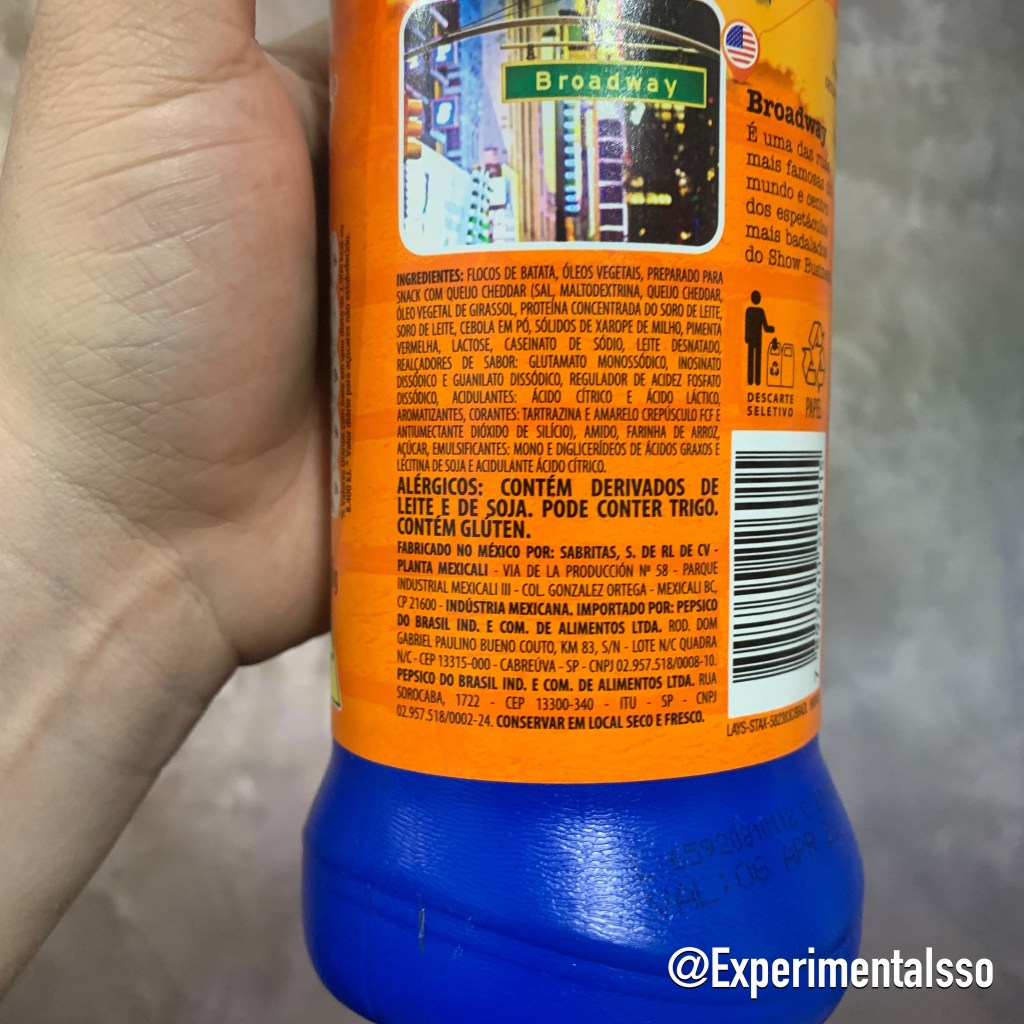 Broadway
Broadway
É uma das ruas
mais famosas do
mundo e centro
dos espetáculos
mais badalados
do Show Business
INGREDIENTES: FLOCOS DE BATATA, ÓLEOS VEGETAIS, PREPARADO PARA
SNACK COM QUEIJO CHEDDAR (SAL, MALTODEXTRINA, QUEIJO CHEDDAR,
ÓLEO VEGETAL DE GIRASSOL, PROTEÍNA CONCENTRADA DO SORO DE LEITE,
SORO DE LEITE, CEBOLA EM PÓ, SÓLIDOS DE XAROPE DE MILHO, PIMENTA
VERMELHA, LACTOSE, CASEINATO DE SÓDIO, LEITE DESNATADO,
REALÇADORES DE SABOR: GLUTAMATO MONOSSÓDICO, INOSINATO
DISSÓDICO E GUANILATO DISSÓDICO, REGULADOR DE ACIDEZ FOSFATO
DISSÓDICO, ACIDULANTES: ÁCIDO CÍTRICO E ÁCIDO LÁCTICO,
AROMATIZANTES, CORANTES: TARTRAZINA E AMARELO CREPÚSCULO FCF E
ANTIUMECTANTE DIÓXIDO DE SILÍCIO), AMIDO, FARINHA DE ARROZ,
AÇÚCAR, EMULSIFICANTES: MONO E DIGLICERÍDEOS DE ÁCIDOS GRAXOS E
LECITINA DE SOJA E ACIDULANTE ÁCIDO CÍTRICO.
ALÉRGICOS: CONTÉM DERIVADOS DE
LEITE E DE SOJA. PODE CONTER TRIGO.
CONTÉM GLÚTEN.
FABRICADO NO MÉXICO POR: SABRITAS, S. DE RL DE CV -
PLANTA MEXICALI - VIA DE LA PRODUCCIÓN Nº 58 - PARQUE
INDUSTRIAL MEXICALI III - COL. GONZALEZ ORTEGA - MEXICALI BC,
CP 21600 - INDÚSTRIA MEXICANA. IMPORTADO POR: PEPSICO
DO BRASIL IND. E COM. DE ALIMENTOS LTDA. ROD. DOM
GABRIEL PAULINO BUENO COUTO, KM 83, S/N - LOTE N/C QUADRA
N/C - CEP 13315-000 - CABREÚVA - SP - CNPJ 02.957.518/0008-10.
PEPSICO DO BRASIL IND. E COM. DE ALIMENTOS LTDA. RUA
SOROCABA, 1722 - CEP 13300-340 - ITU - SP - CNPJ
02.957.518/0002-24. CONSERVAR EM LOCAL SECO E FRESCO.
DESCARTE
SELETIVO
PAPEL
VAL:06 APR
@ExperimentaIsso